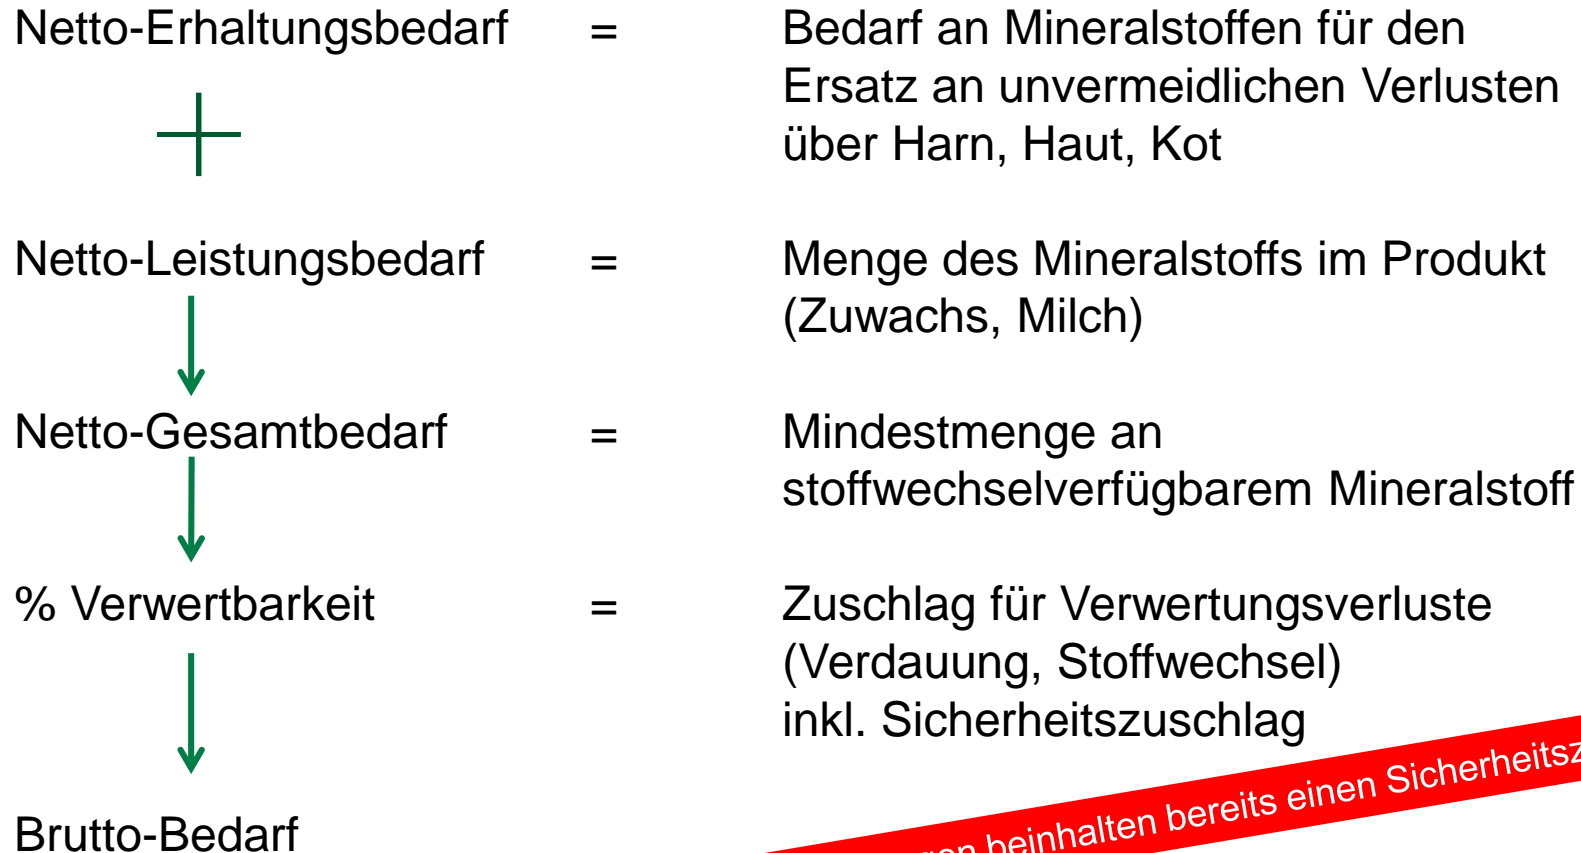 Netto-Erhaltungsbedarf = Bedarf an Mineralstoffen für den
Ersatz an unvermeidlichen Verlusten
über Harn, Haut, Kot
Netto-Leistungsbedarf = Menge des Mineralstoffs im Produkt
(Zuwachs, Milch)
Netto-Gesamtbedarf = Mindestmenge an
stoffwechselverfügbarem Mineralstoff
% Verwertbarkeit = Zuschlag für Verwertungsverluste
(Verdauung, Stoffwechsel)
inkl. Sicherheitszuschlag
beinhalten bereits einen
Brutto-Bedarf